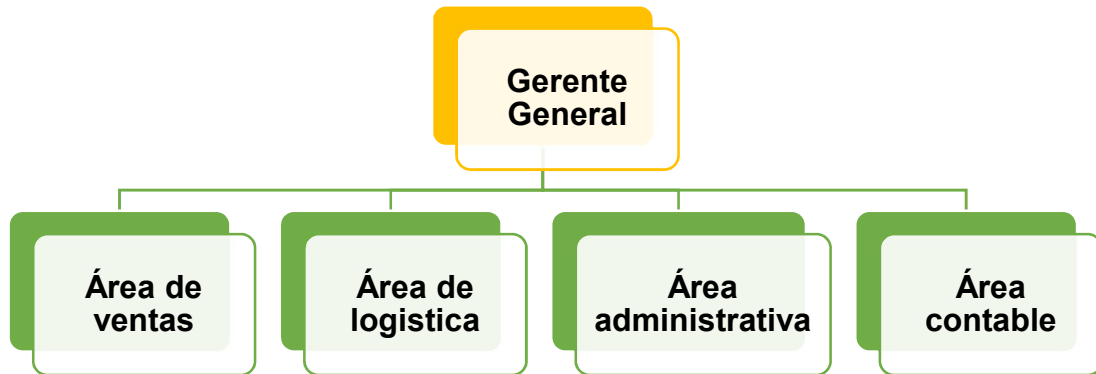 Gerente
General
Área de
ventas
Área de
logistica
Área
administrativa
Área
contable